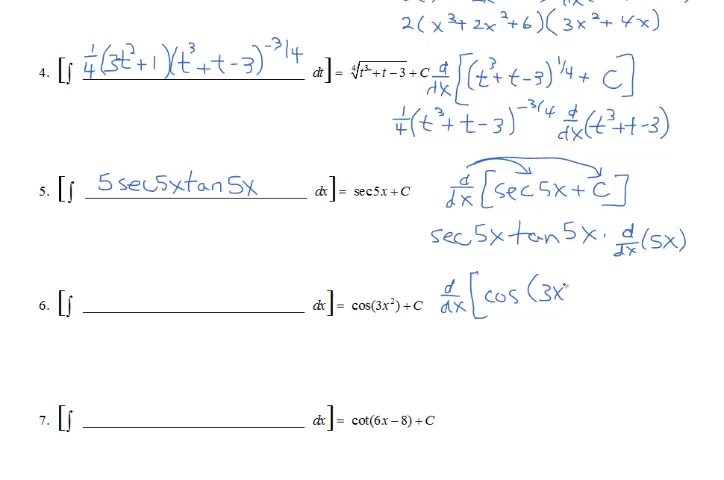 2(x³+2x²+6)(3x²+4x)
4. [∫ 1/4(3t²+1)(t³+t-3)^-3/4 dt] = ∜t³+t-3 + C d/dx[(t³+t-3)^1/4 + C]
1/4(t³+t-3)^-3/4 d/dx(t³+t-3)
5. [∫ 5sec5xtan5x dx] = sec5x+C d/dx[sec5x+C]
sec5xtan5x · d/dx(5x)
6. [∫ ____ dx] = cos(3x²)+C d/dx[cos(3x
7. [∫ ____ dx] = cot(6x-8)+C